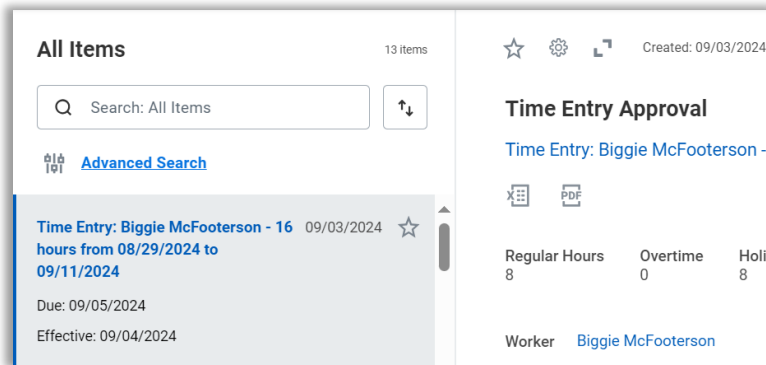 All Items
13 items
Search: All Items
Advanced Search
Time Entry: Biggie McFooterson - 16
hours from 08/29/2024 to
09/11/2024
09/03/2024
Due: 09/05/2024
Effective: 09/04/2024
Created: 09/03/2024
Time Entry Approval
Time Entry: Biggie McFooterson -
X
PDF
Regular Hours Overtime Holi
8 0 8
Worker Biggie McFooterson